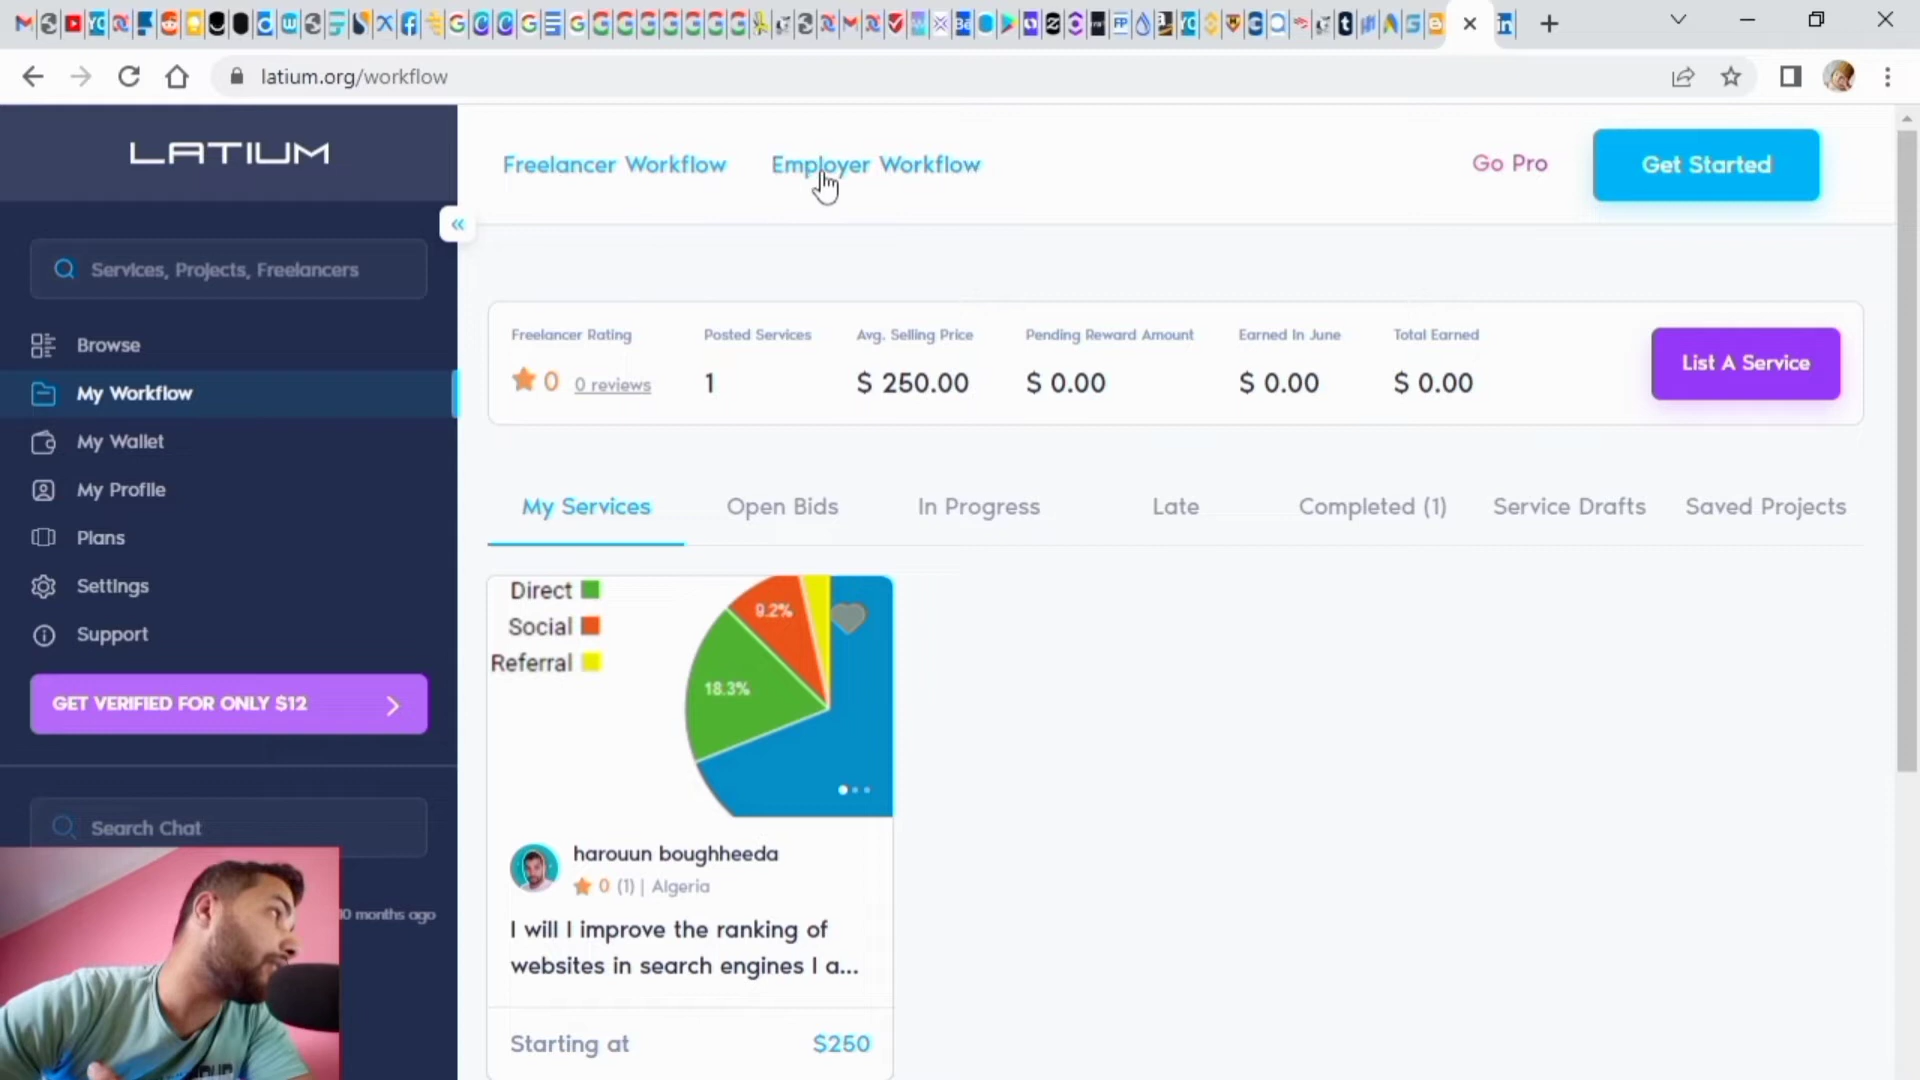 latium.org/workflow
LATIUM
Freelancer Workflow
Employer Workflow
Go Pro
Get Started
Services, Projects, Freelancers
Browse
My Workflow
My Wallet
My Profile
Plans
Settings
Support
GET VERIFIED FOR ONLY $12
Search Chat
10 months ago
Freelancer Rating
0 0 reviews
Posted Services
1
Avg. Selling Price
$ 250.00
Pending Reward Amount
$ 0.00
Earned In June
$ 0.00
Total Earned
$ 0.00
List A Service
My Services
Open Bids
In Progress
Late
Completed (1)
Service Drafts
Saved Projects
Direct
Social
Referral
9.2%
18.3%
harouun boughheeda
0 (1) | Algeria
I will I improve the ranking of
websites in search engines I a...
Starting at $250